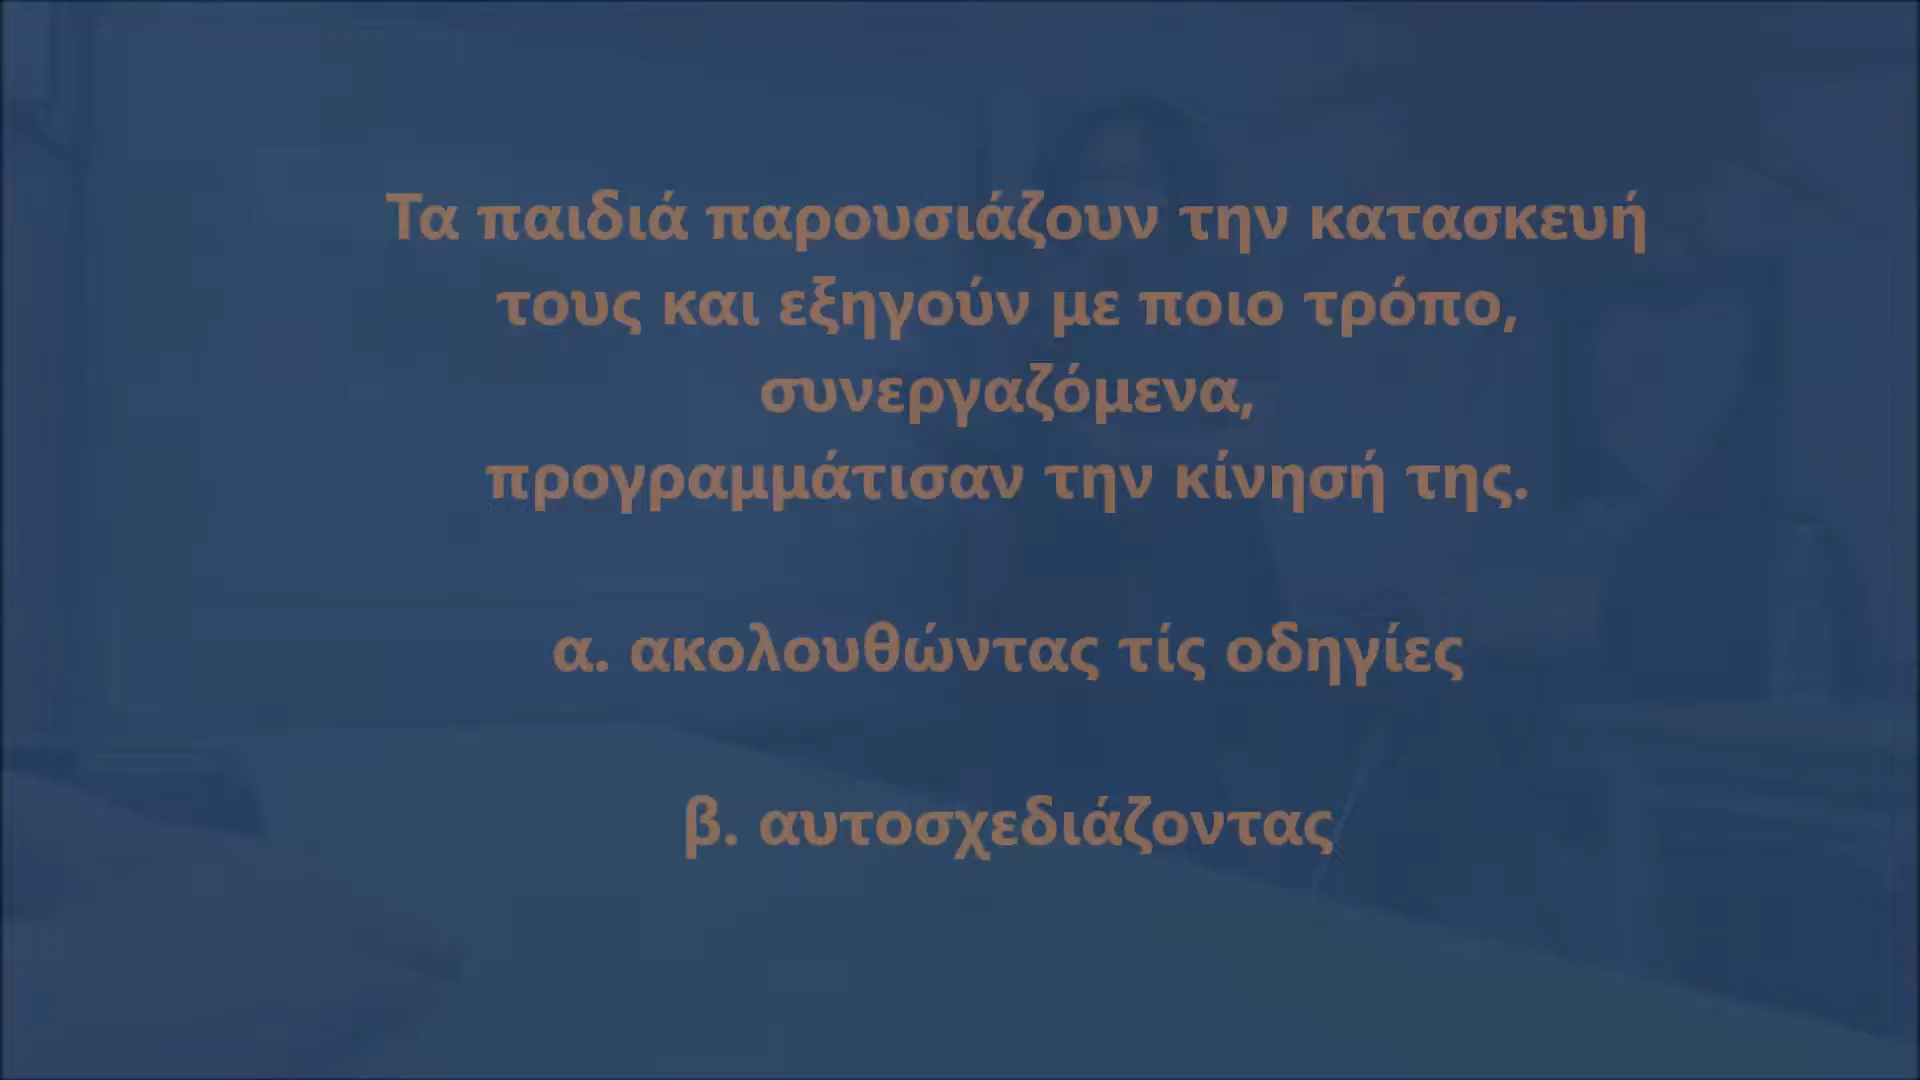 Τα παιδιά παρουσιάζουν την κατασκευή
τους και εξηγούν με ποιο τρόπο,
συνεργαζόμενα,
προγραμμάτισαν την κίνησή της.
α. ακολουθώντας τίς οδηγίες
β. αυτοσχεδιάζοντας